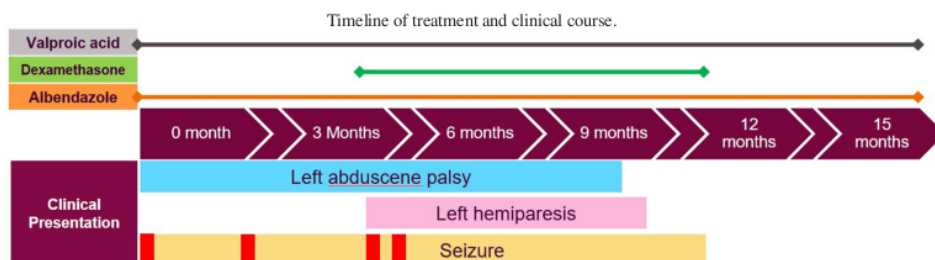 Timeline of treatment and clinical course.
Valproic acid
Dexamethasone
Albendazole
0 month
3 Months
6 months
9 months
12
months
15
months
Clinical
Presentation
Left abduscene palsy
Left hemiparesis
Seizure